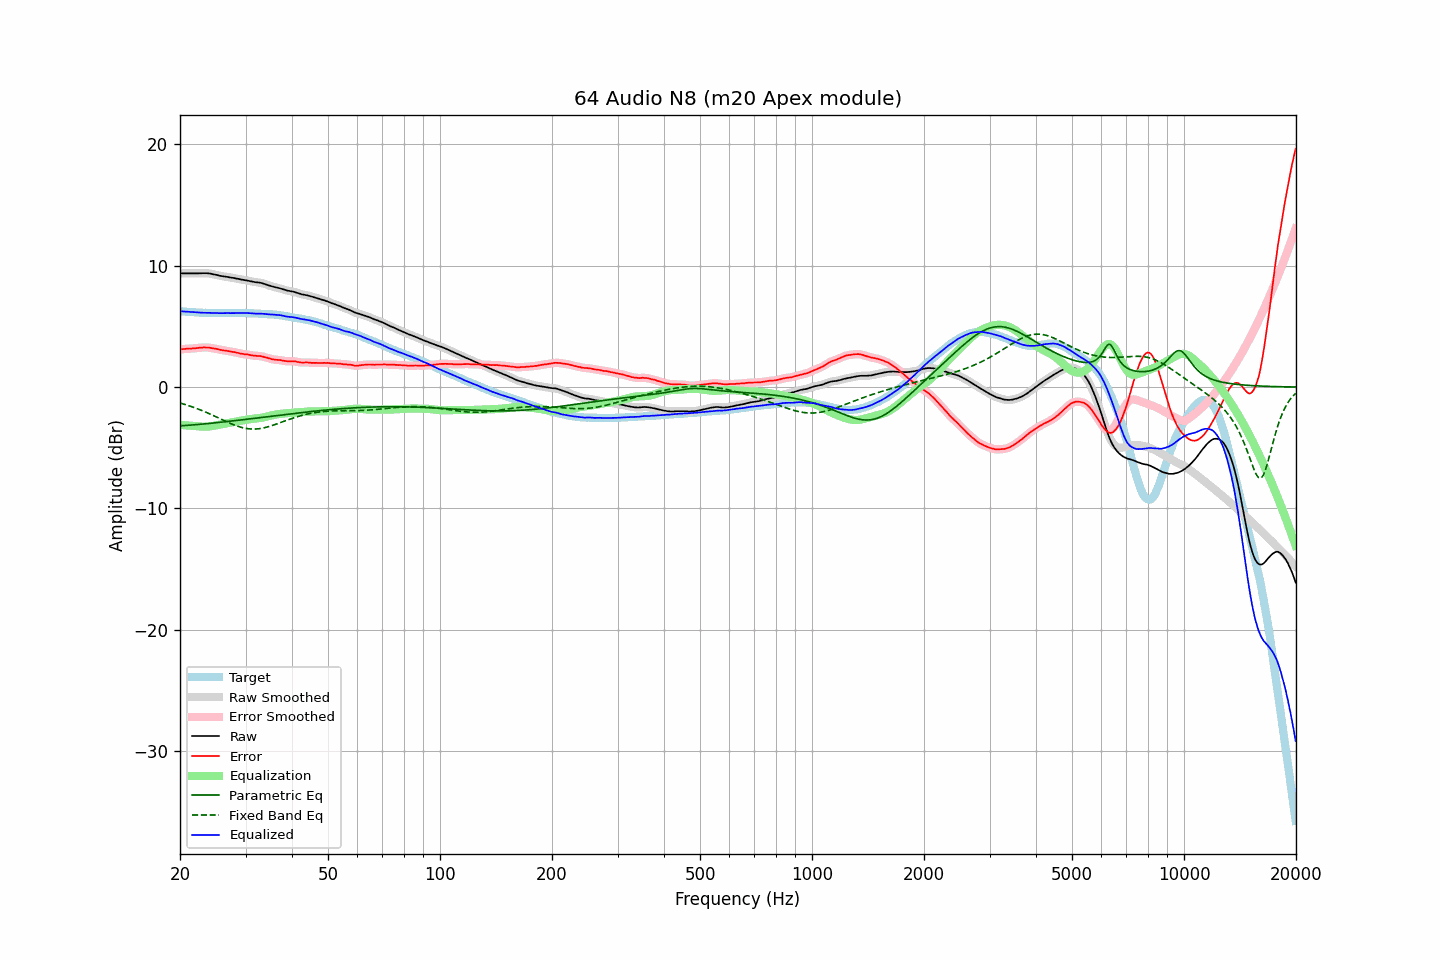 64 Audio N8 (m20 Apex module)
20
10
0
−10
−20
−30
Amplitude (dBr)
Target
Raw Smoothed
Error Smoothed
Raw
Error
Equalization
Parametric Eq
Fixed Band Eq
Equalized
20 50 100 200 500 1000 2000 5000 10000 20000
Frequency (Hz)